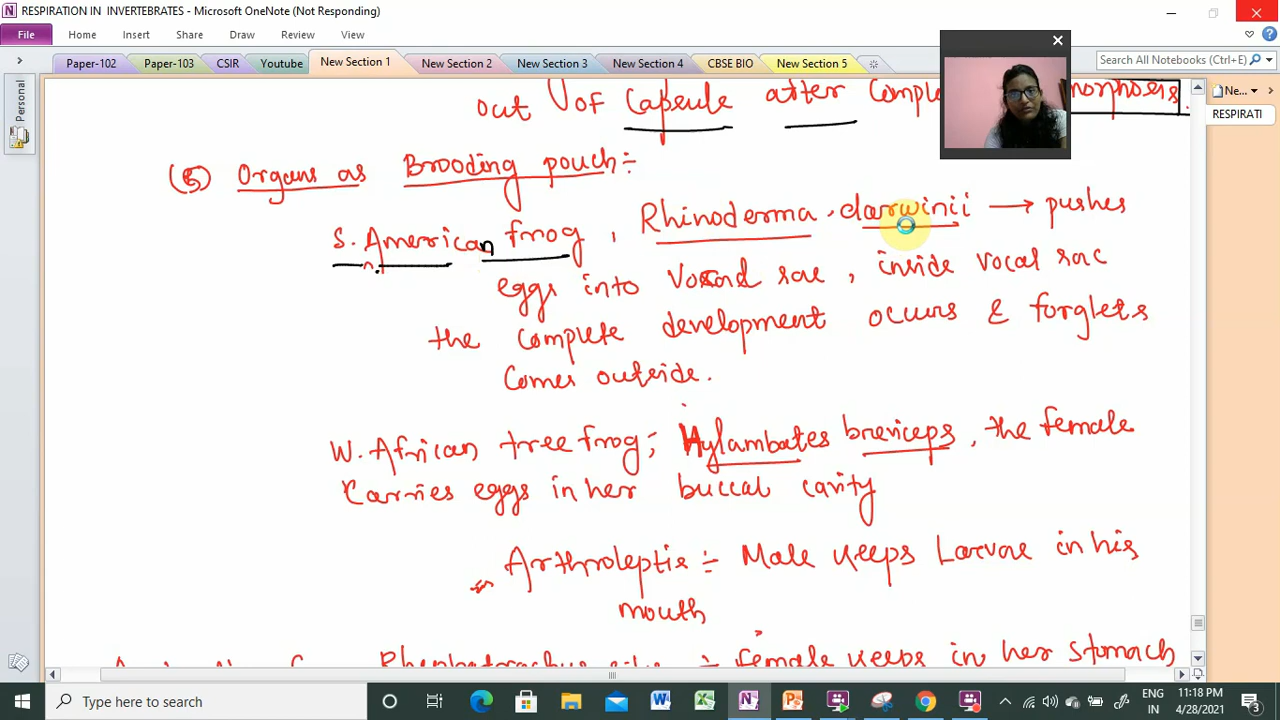 RESPIRATION IN INVERTEBRATES - Microsoft OneNote (Not Responding)
File Home Insert Share Draw Review View
Paper-102 Paper-103 CSIR Youtube New Section 1 New Section 2 New Section 3 New Section 4 CBSE BIO New Section 5 Search All Notebooks (Ctrl+E)
Personal
Ne...
RESPIRATI
out of capsule after
(5) Organs as Brooding pouch ÷
S. American frog, Rhinoderma darwinii → pushes
eggs into sac, inside vocal sac
the complete development occurs & forglets
Comes outside.
W. African tree frog; Hylambates breviceps, the female
Carries eggs in her buccal cavity
Arthroleptis ÷ Male keeps Larvae in his
mouth
female keeps in her stomach
Type here to search
ENG
IN
11:18 PM
4/28/2021
3